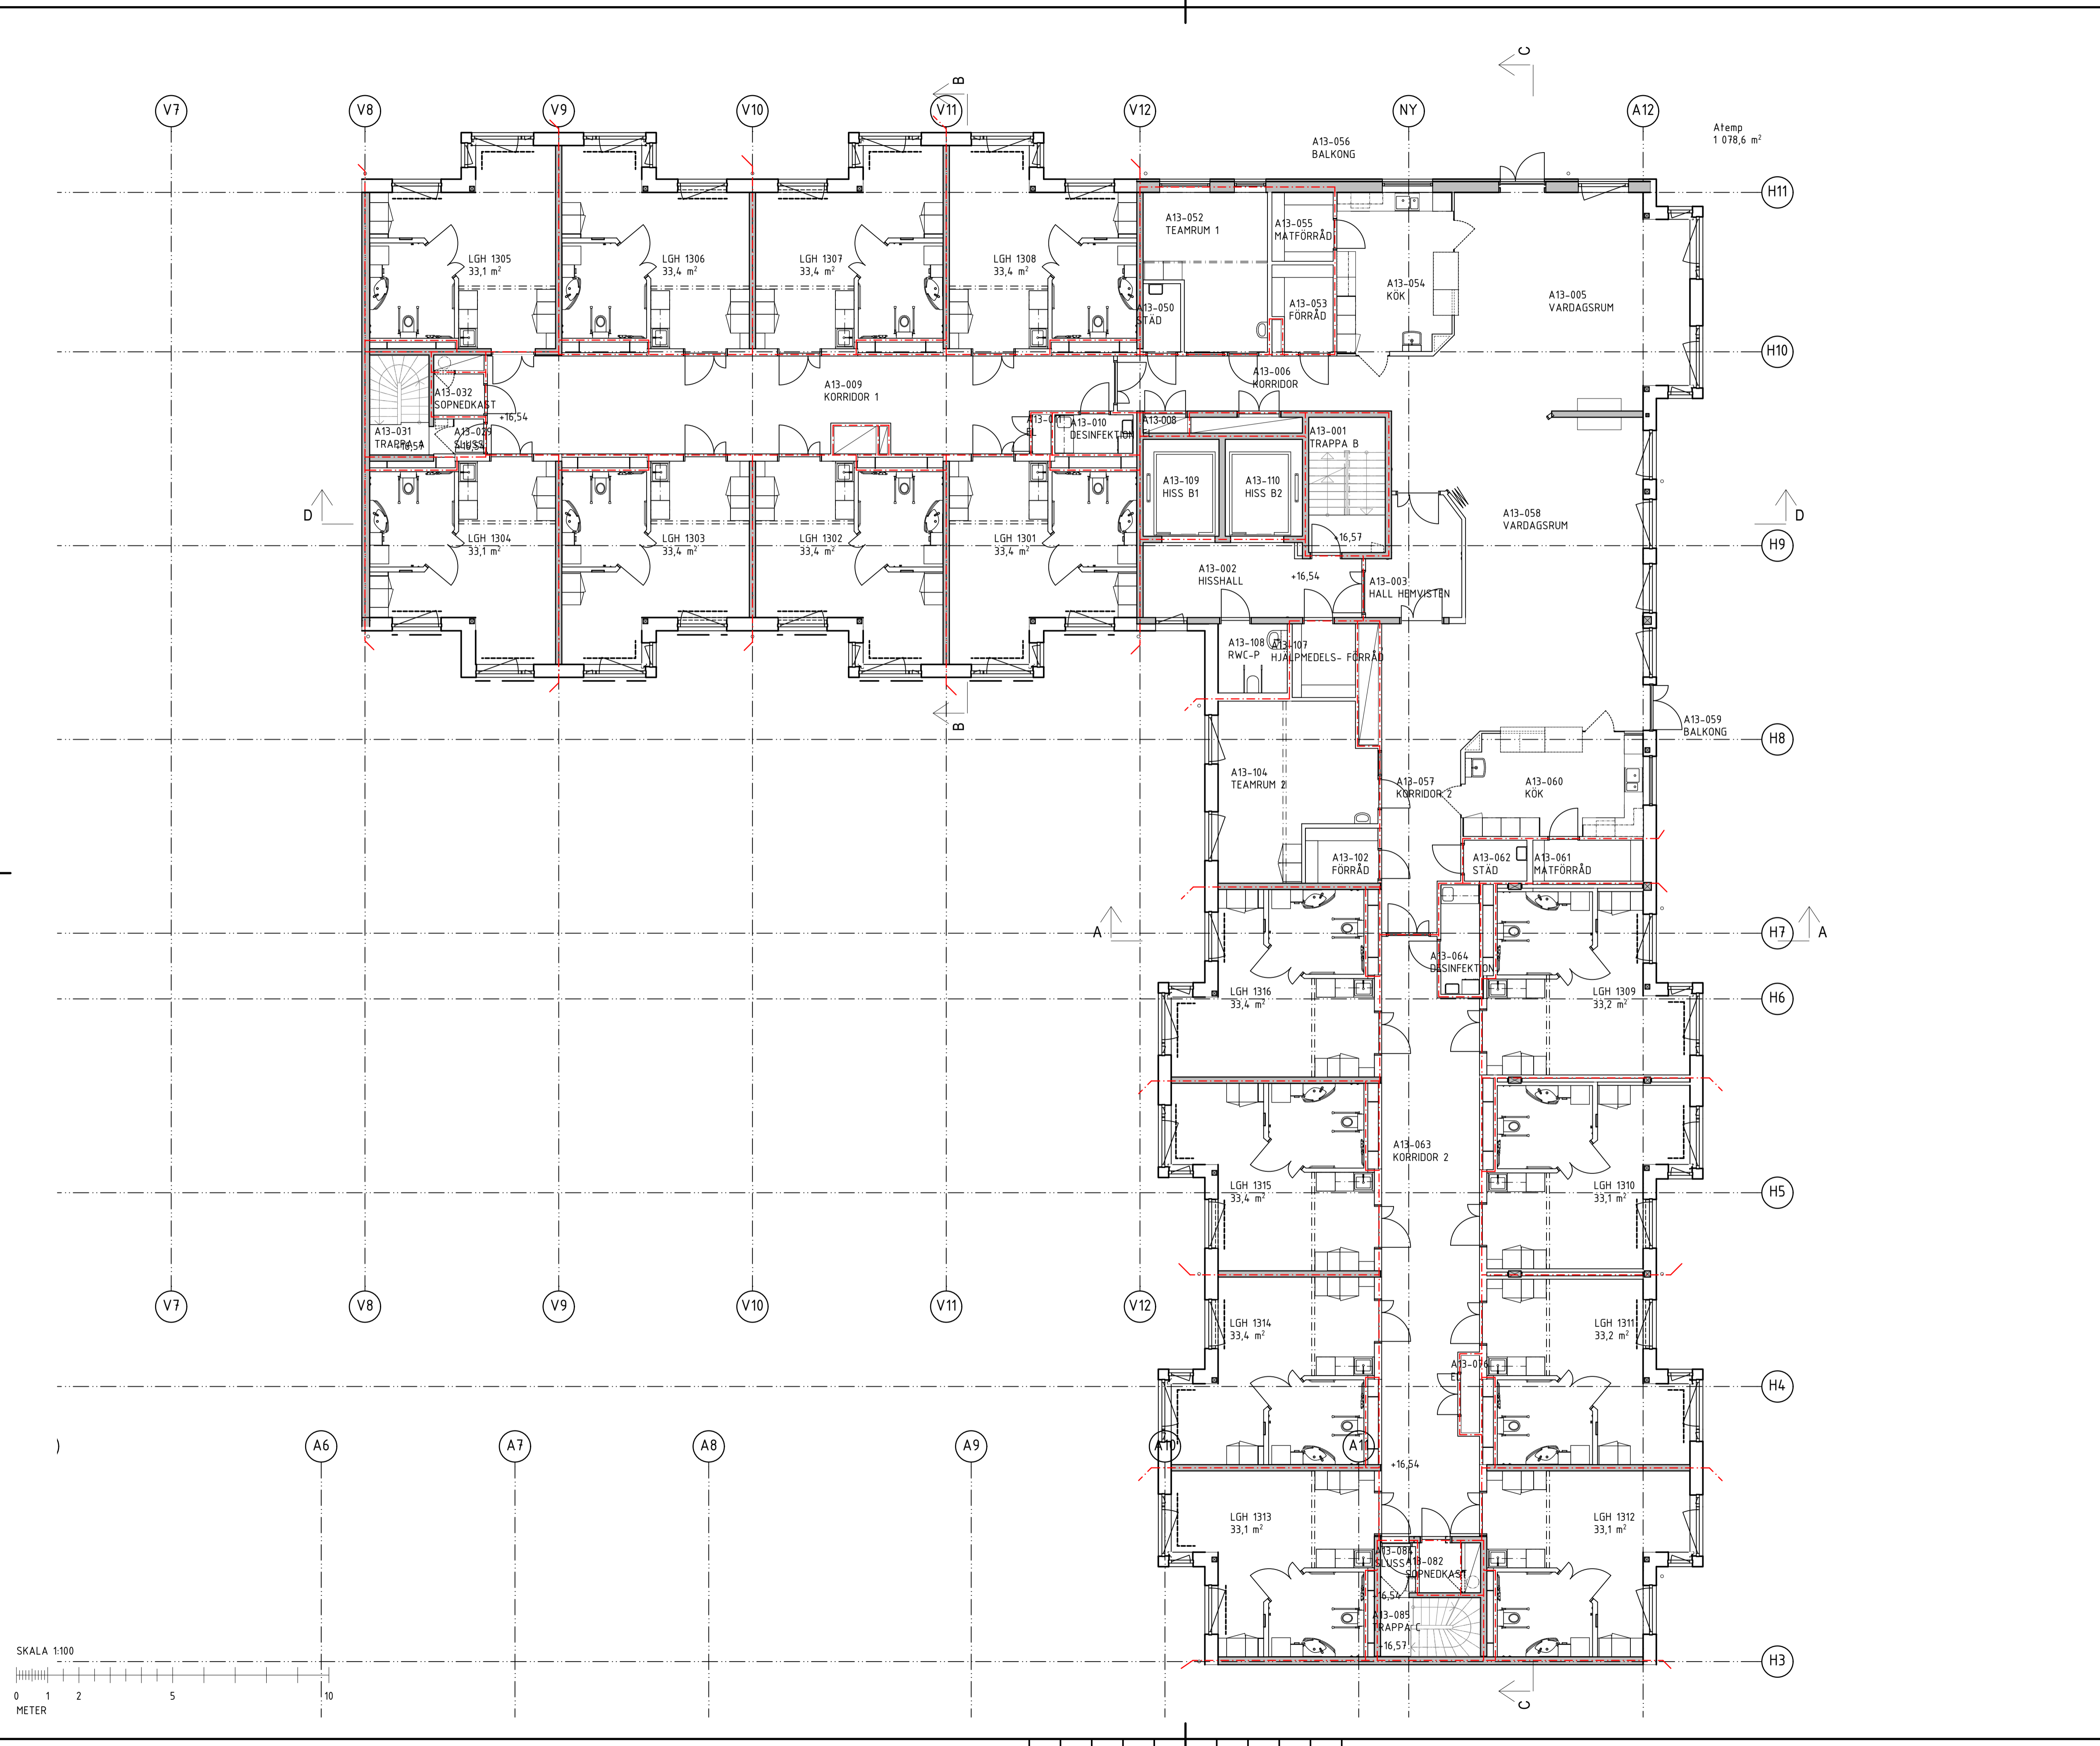 C
B
V7
V8
V9
V10
V11
V12
NY
A12
Atemp
1 078,6 m²
A13-056
BALKONG
H11
A13-052
TEAMRUM 1
A13-055
MATFÖRRÅD
LGH 1305
33,1 m²
LGH 1306
33,4 m²
LGH 1307
33,4 m²
LGH 1308
33,4 m²
A13-054
KÖK
A13-005
VARDAGSRUM
A13-050
STÄD
A13-053
FÖRRÅD
H10
A13-006
KORRIDOR
A13-009
KORRIDOR 1
A13-032
SOPNEDKAST
+16,54
A13-031
TRAPPA A
A13-029
SLUSS
A13-010
DESINFEKTION
A13-008
EL
EL
A13-001
TRAPPA B
A13-109
HISS B1
A13-110
HISS B2
D
D
A13-058
VARDAGSRUM
LGH 1304
33,1 m²
LGH 1303
33,4 m²
LGH 1302
33,4 m²
LGH 1301
33,4 m²
+16,57
H9
A13-002
HISSHALL
+16,54
A13-003
HALL HEMVISTEN
A13-108
RWC-P
A13-107
HJÄLPMEDELS- FÖRRÅD
B
A13-059
BALKONG
H8
A13-104
TEAMRUM 2
A13-057
KORRIDOR 2
A13-060
KÖK
A13-102
FÖRRÅD
A13-062
STÄD
A13-061
MATFÖRRÅD
A
H7
A
A13-064
DESINFEKTION
LGH 1316
33,4 m²
LGH 1309
33,2 m²
H6
A13-063
KORRIDOR 2
LGH 1315
33,4 m²
LGH 1310
33,1 m²
H5
V7
V8
V9
V10
V11
V12
LGH 1314
33,4 m²
LGH 1311
33,2 m²
A13-076
EL
H4
A6
A7
A8
A9
A10
A11
+16,54
LGH 1313
33,1 m²
LGH 1312
33,1 m²
A13-084
SLUSS
A13-082
SOPNEDKAST
+16,54
A13-085
TRAPPA C
+16,57
H3
C
SKALA 1:100
0 1 2 5 10
METER